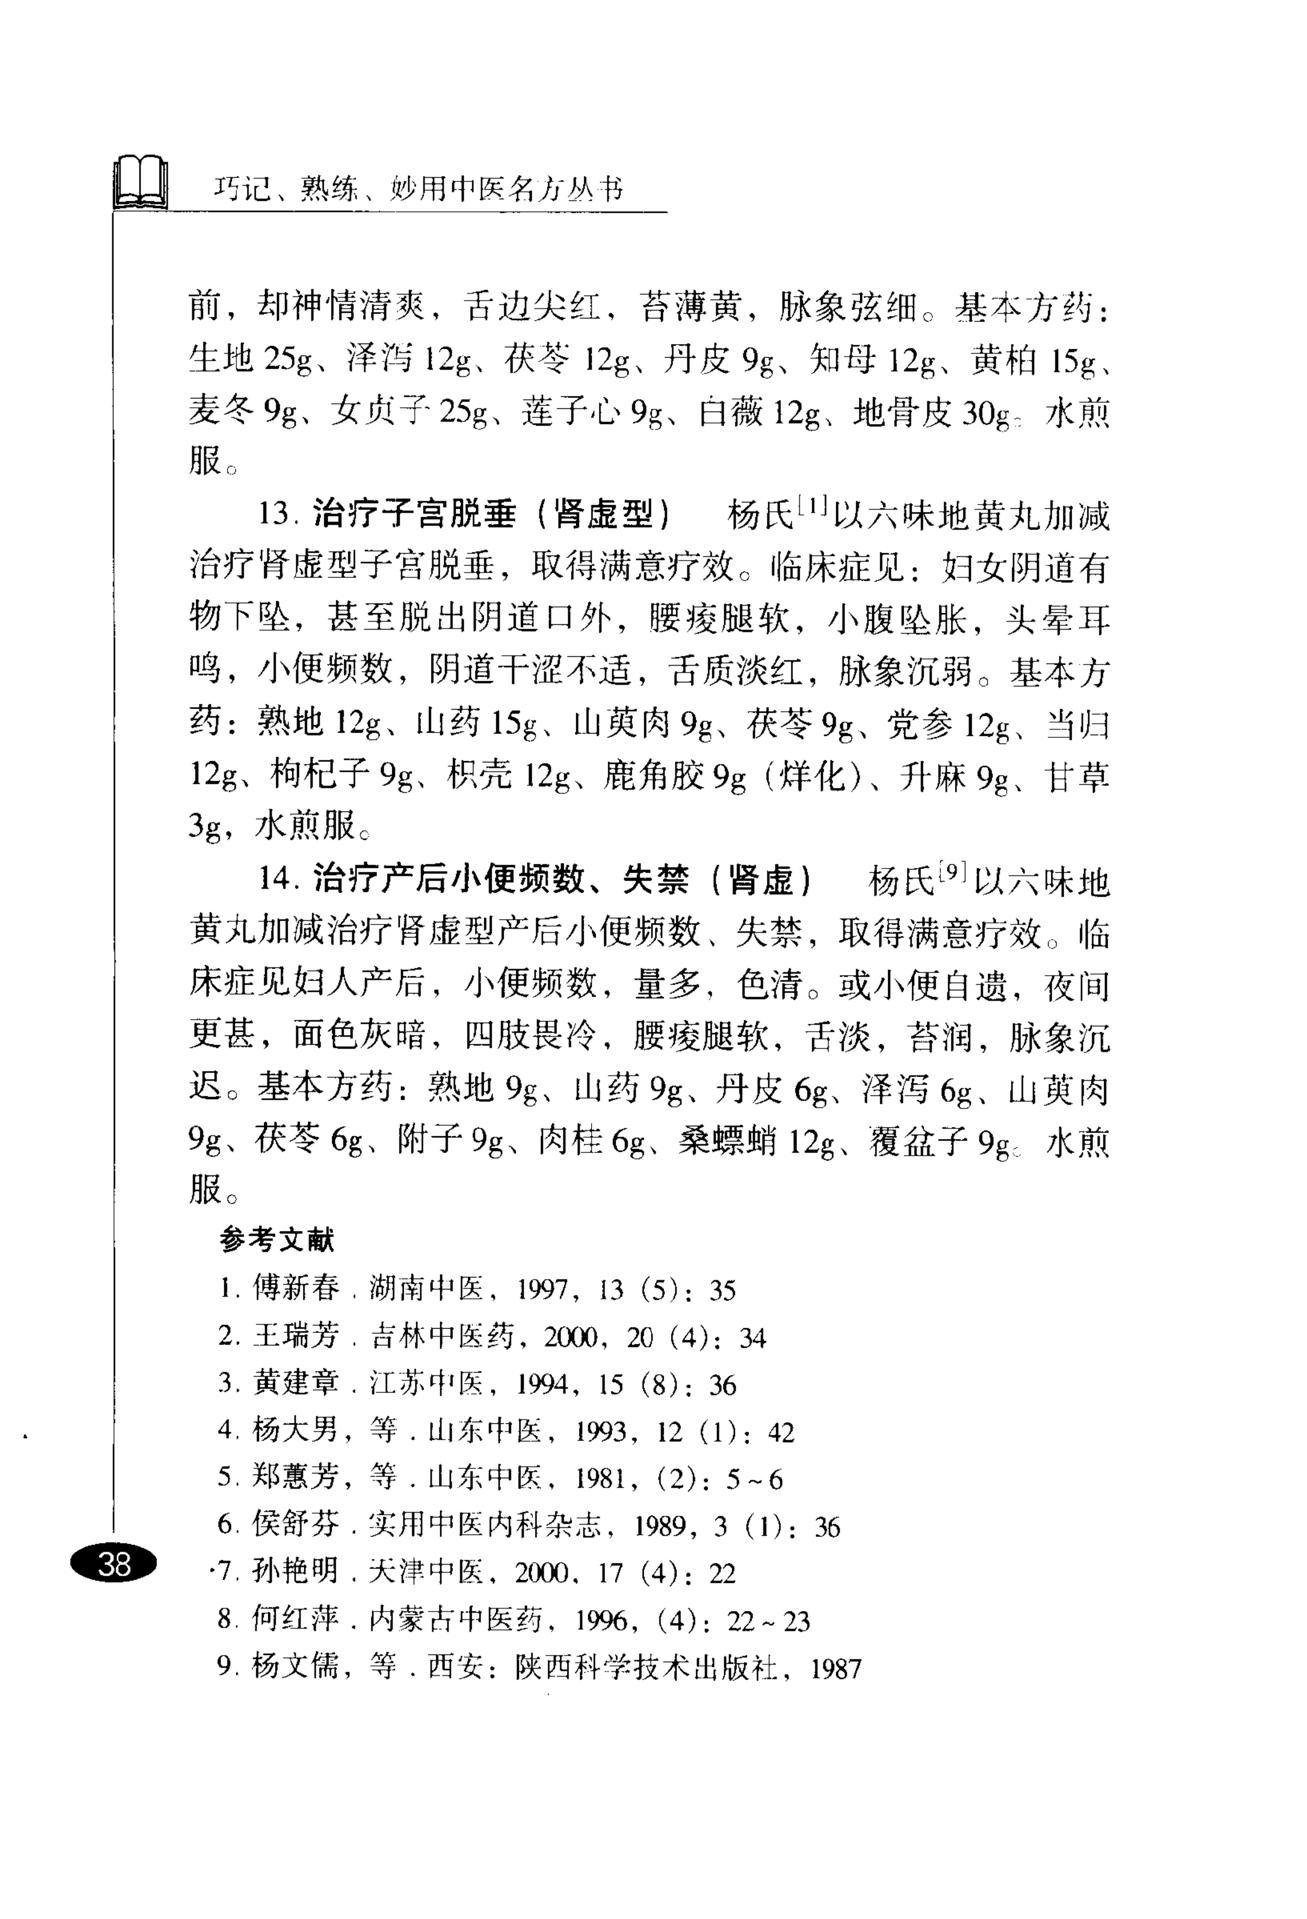 巧记、熟练、妙用中医名方丛书
前，却神情清爽，舌边尖红，苔薄黄，脉象弦细。基本方药：
生地 25g、泽泻 12g、茯苓 12g、丹皮 9g、知母 12g、黄柏 15g、
麦冬 9g、女贞子 25g、莲子心 9g、白薇 12g、地骨皮 30g。水煎
服。
13. 治疗子宫脱垂（肾虚型） 杨氏[1]以六味地黄丸加减
治疗肾虚型子宫脱垂，取得满意疗效。临床症见：妇女阴道有
物下坠，甚至脱出阴道口外，腰痠腿软，小腹坠胀，头晕耳
鸣，小便频数，阴道干涩不适，舌质淡红，脉象沉弱。基本方
药：熟地 12g、山药 15g、山萸肉 9g、茯苓 9g、党参 12g、当归
12g、枸杞子 9g、枳壳 12g、鹿角胶 9g（烊化）、升麻 9g、甘草
3g，水煎服。
14. 治疗产后小便频数、失禁（肾虚） 杨氏[9]以六味地
黄丸加减治疗肾虚型产后小便频数、失禁，取得满意疗效。临
床症见妇人产后，小便频数，量多，色清。或小便自遗，夜间
更甚，面色灰暗，四肢畏冷，腰痠腿软，舌淡，苔润，脉象沉
迟。基本方药：熟地 9g、山药 9g、丹皮 6g、泽泻 6g、山萸肉
9g、茯苓 6g、附子 9g、肉桂 6g、桑螵蛸 12g、覆盆子 9g。水煎
服。
参考文献
1. 傅新春．湖南中医，1997，13（5）：35
2. 王瑞芳．吉林中医药，2000，20（4）：34
3. 黄建章．江苏中医，1994，15（8）：36
4. 杨大男，等．山东中医，1993，12（1）：42
5. 郑蕙芳，等．山东中医，1981，（2）：5～6
6. 侯舒芬．实用中医内科杂志，1989，3（1）：36
7. 孙艳明．天津中医，2000，17（4）：22
8. 何红萍．内蒙古中医药，1996，（4）：22～23
9. 杨文儒，等．西安：陕西科学技术出版社，1987
38